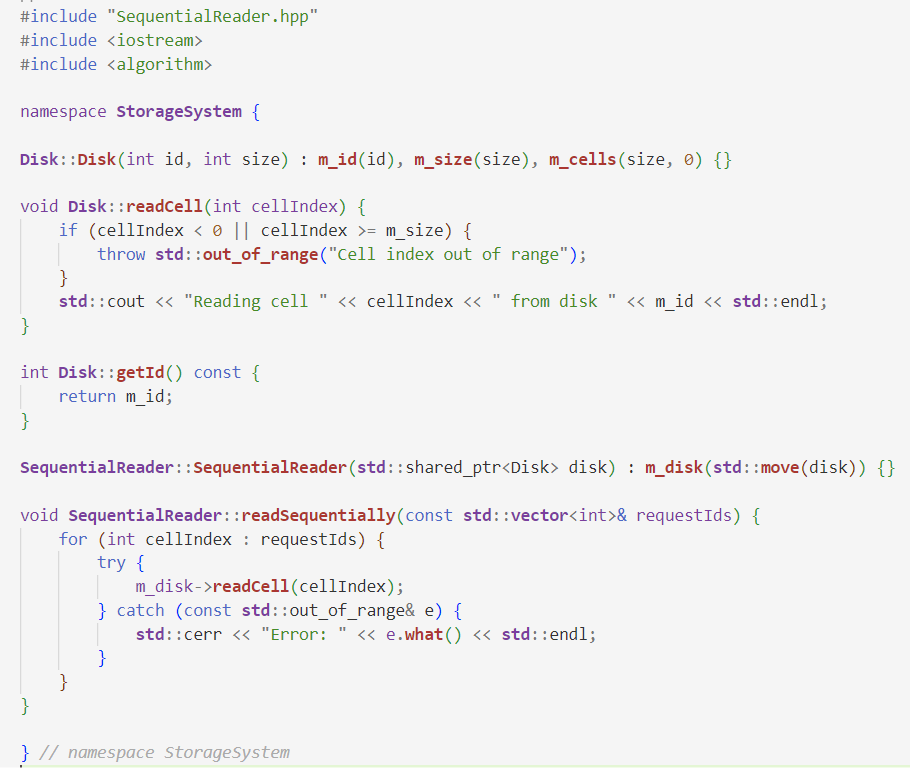 #include "SequentialReader.hpp"
#include <iostream>
#include <algorithm>

namespace StorageSystem {

Disk::Disk(int id, int size) : m_id(id), m_size(size), m_cells(size, 0) {}

void Disk::readCell(int cellIndex) {
    if (cellIndex < 0 || cellIndex >= m_size) {
        throw std::out_of_range("Cell index out of range");
    }
    std::cout << "Reading cell " << cellIndex << " from disk " << m_id << std::endl;
}

int Disk::getId() const {
    return m_id;
}

SequentialReader::SequentialReader(std::shared_ptr<Disk> disk) : m_disk(std::move(disk)) {}

void SequentialReader::readSequentially(const std::vector<int>& requestIds) {
    for (int cellIndex : requestIds) {
        try {
            m_disk->readCell(cellIndex);
        } catch (const std::out_of_range& e) {
            std::cerr << "Error: " << e.what() << std::endl;
        }
    }
}

} // namespace StorageSystem